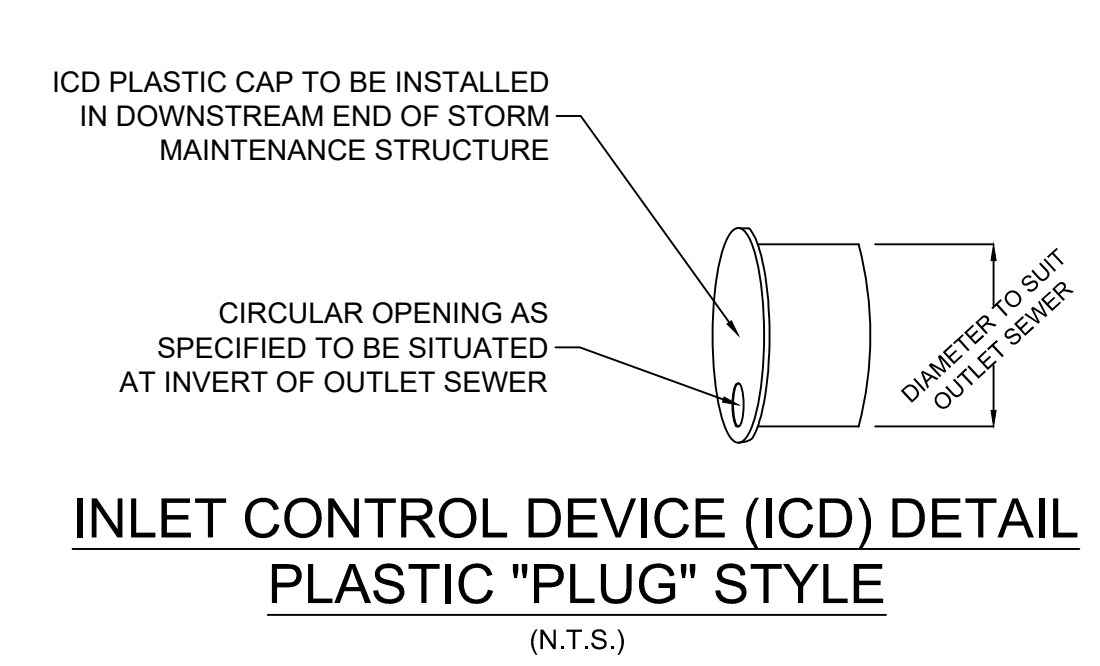 ICD PLASTIC CAP TO BE INSTALLED
IN DOWNSTREAM END OF STORM
MAINTENANCE STRUCTURE
CIRCULAR OPENING AS
SPECIFIED TO BE SITUATED
AT INVERT OF OUTLET SEWER
DIAMETER TO SUIT
OUTLET SEWER
INLET CONTROL DEVICE (ICD) DETAIL
PLASTIC "PLUG" STYLE
(N.T.S.)